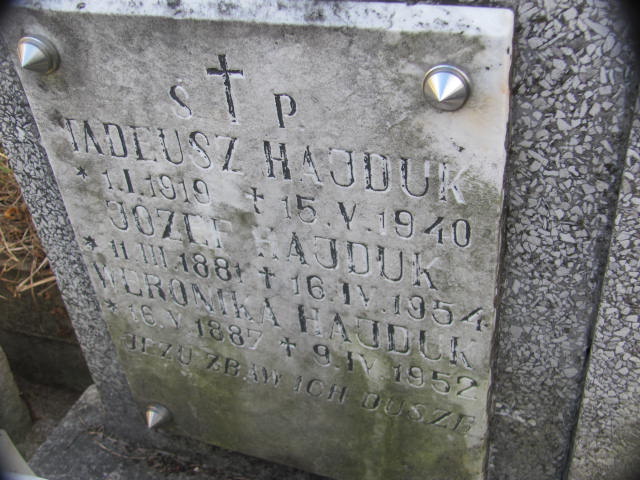 Ś † P.
TADEUSZ HAJDUK
* 1.I.1919 † 15.V.1940
JÓZEF HAJDUK
* 11.III.1881 † 16.IV.1954
WERONIKA HAJDUK
* 16.V.1887 † 9.IV.1952
JEZU ZBAW ICH DUSZE